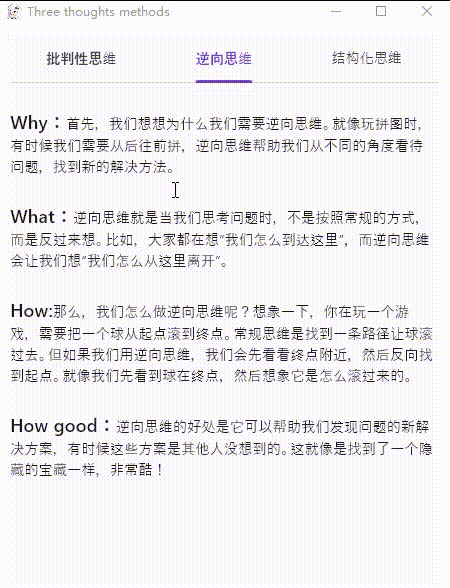 Three thoughts methods
批判性思维 逆向思维 结构化思维
Why：首先，我们想想为什么我们需要逆向思维。就像玩拼图时，
有时候我们需要从后往前拼，逆向思维帮助我们从不同的角度看待
问题，找到新的解决方法。
What：逆向思维就是当我们思考问题时，不是按照常规的方式，
而是反过来想。比如，大家都在想“我们怎么到达这里”，而逆向思维
会让我们想“我们怎么从这里离开”。
How:那么，我们怎么做逆向思维呢？想象一下，你在玩一个游
戏，需要把一个球从起点滚到终点。常规思维是找到一条路径让球滚
过去。但如果我们用逆向思维，我们会先看看终点附近，然后反向找
到起点。就像我们先看到球在终点，然后想象它是怎么滚过来的。
How good：逆向思维的好处是它可以帮助我们发现问题的新解
决方案，有时候这些方案是其他人没想到的。这就像是找到了一个隐
藏的宝藏一样，非常酷！